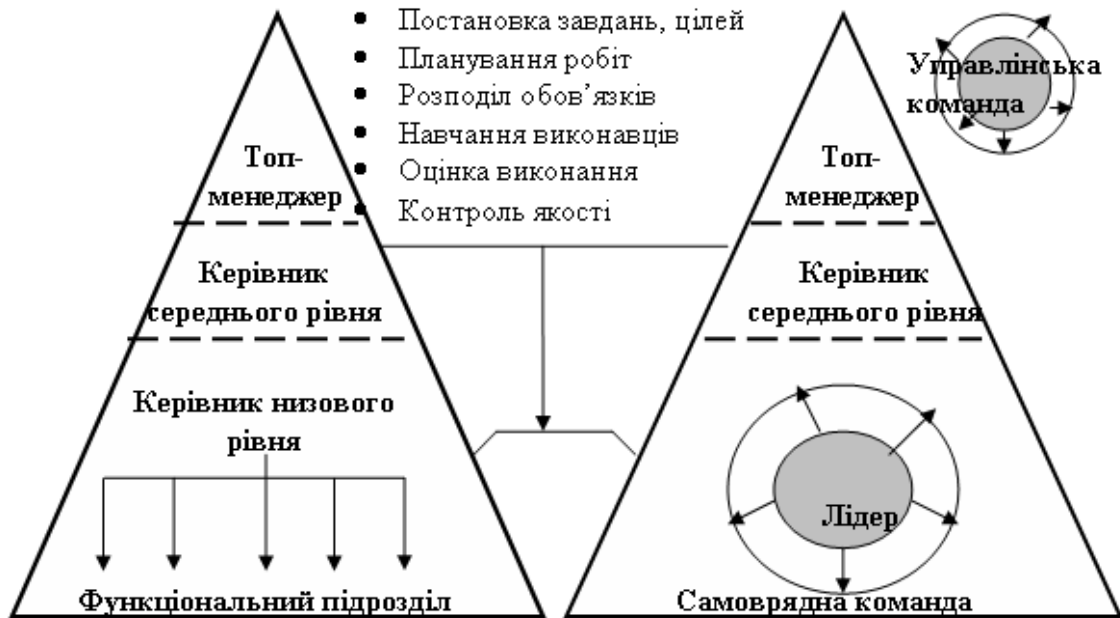 • Постановка завдань, цілей
• Планування робіт
• Розподіл обов’язків
• Навчання виконавців
• Оцінка виконання
• Контроль якості
Топ-
менеджер
Керівник
середнього рівня
Керівник низового
рівня
Функціональний підрозділ
Управлінська
команда
Топ-
менеджер
Керівник
середнього рівня
Лідер
Самоврядна команда